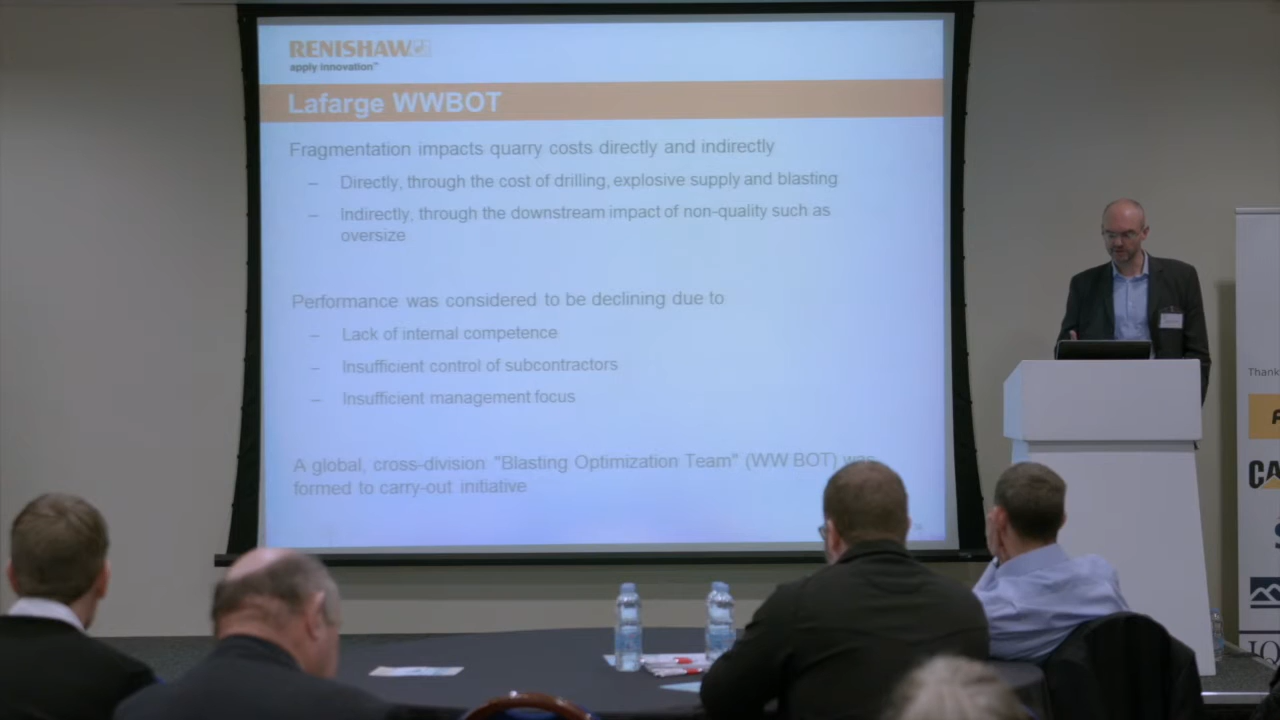 RENISHAW
apply innovation™
Lafarge WWBOT
Fragmentation impacts quarry costs directly and indirectly
– Directly, through the cost of drilling, explosive supply and blasting
– Indirectly, through the downstream impact of non-quality such as
oversize
Performance was considered to be declining due to
– Lack of internal competence
– Insufficient control of subcontractors
– Insufficient management focus
A global, cross-division "Blasting Optimization Team" (WW BOT) was
formed to carry-out initiative
Thank
CA
IQ